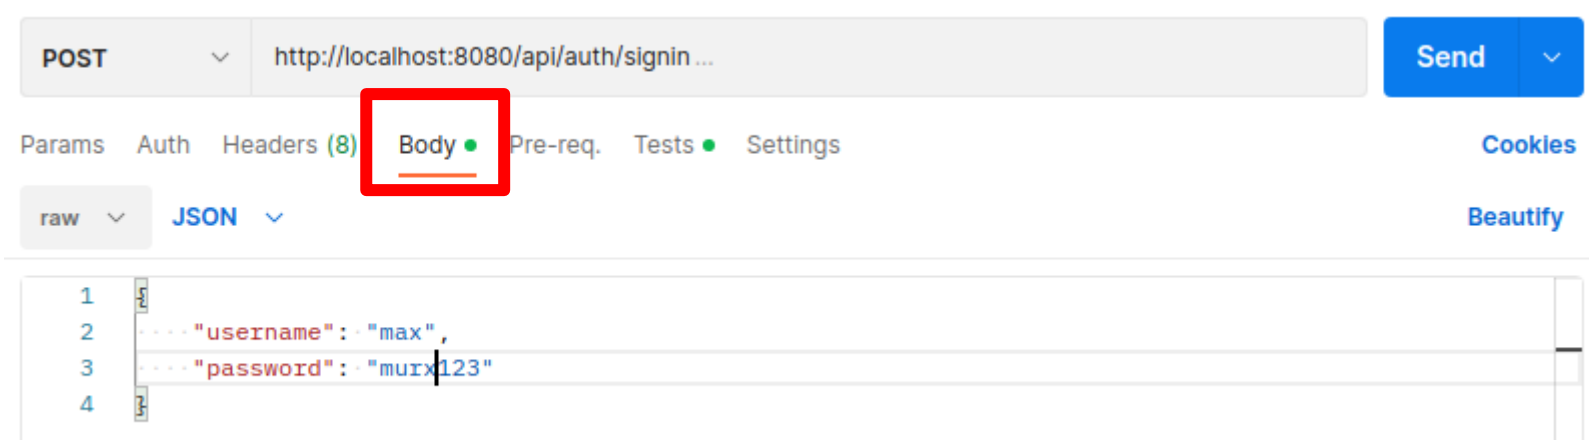 POST http://localhost:8080/api/auth/signin ... Send
Params Auth Headers (8) Body Pre-req. Tests Settings Cookies
raw JSON Beautify
1 {
2 "username": "max",
3 "password": "murx123"
4 }